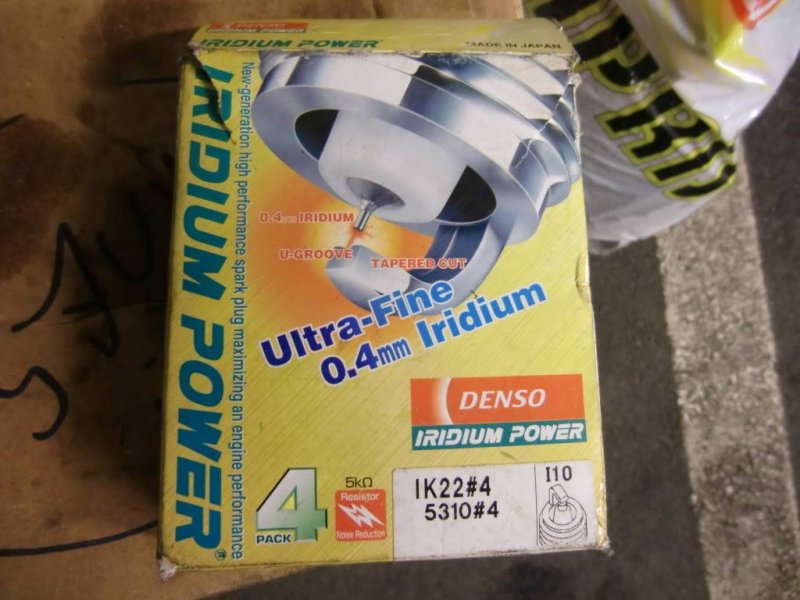 DENSO
IRIDIUM POWER
MADE IN JAPAN
IRIDIUM POWER®
New-generation high performance spark plug maximizing an engine performance
0.4mm IRIDIUM
U-GROOVE
TAPERED CUT
Ultra-Fine
0.4mm Iridium
DENSO
IRIDIUM POWER
4
PACK
5kΩ
Resistor
Noise Reduction
IK22#4
5310#4
I10